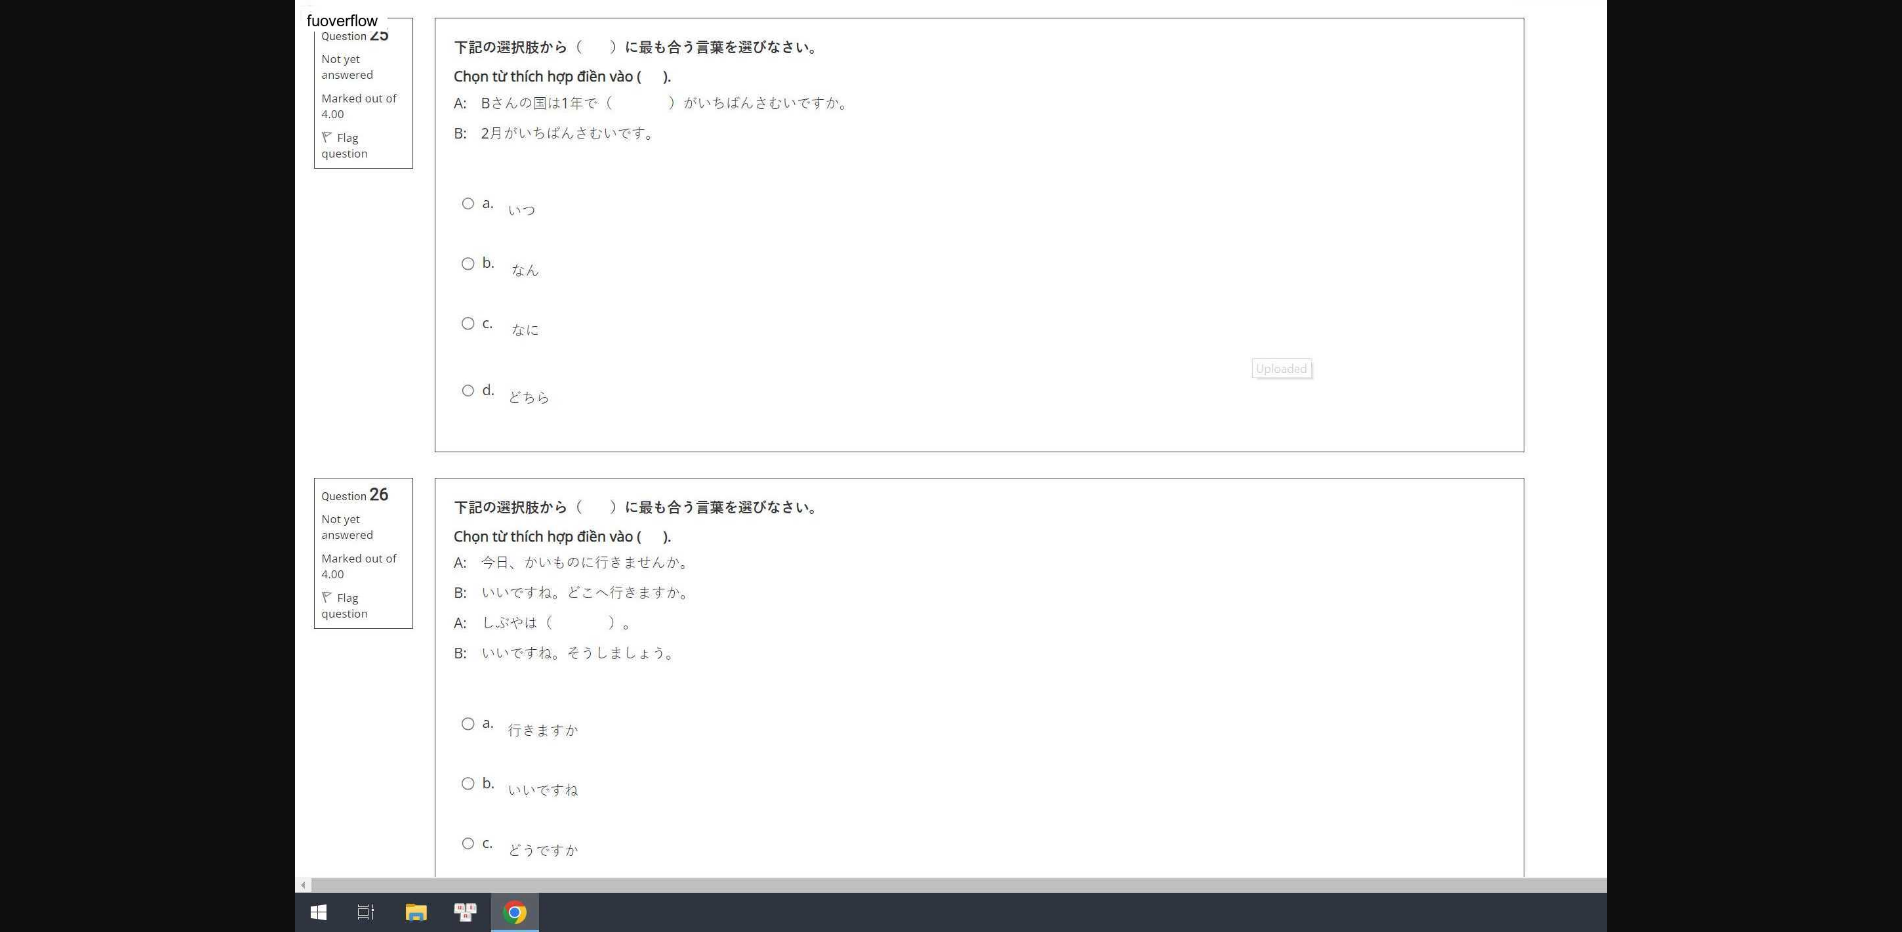 fuoverflow
Question 25
Not yet
answered
Marked out of
4.00
Flag
question
下記の選択肢から（　　）に最も合う言葉を選びなさい。
Chọn từ thích hợp điền vào (      ).
A:　Bさんの国は1年で（　　　　）がいちばんさむいですか。
B:　2月がいちばんさむいです。
a. いつ
b. なん
c. なに
d. どちら
Uploaded
Question 26
Not yet
answered
Marked out of
4.00
Flag
question
下記の選択肢から（　　）に最も合う言葉を選びなさい。
Chọn từ thích hợp điền vào (      ).
A:　今日、かいものに行きませんか。
B:　いいですね。どこへ行きますか。
A:　しぶやは（　　　　）。
B:　いいですね。そうしましょう。
a. 行きますか
b. いいですね
c. どうですか